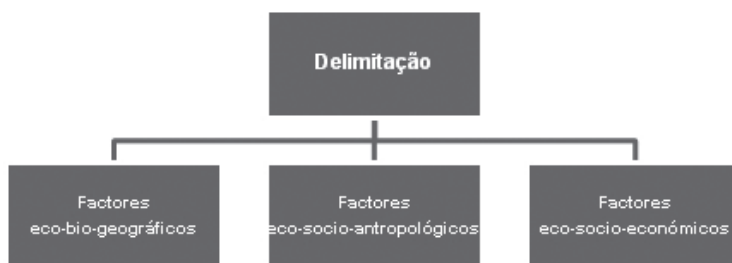 Delimitação
Factores
eco-bio-geográficos
Factores
eco-socio-antropológicos
Factores
eco-socio-económicos